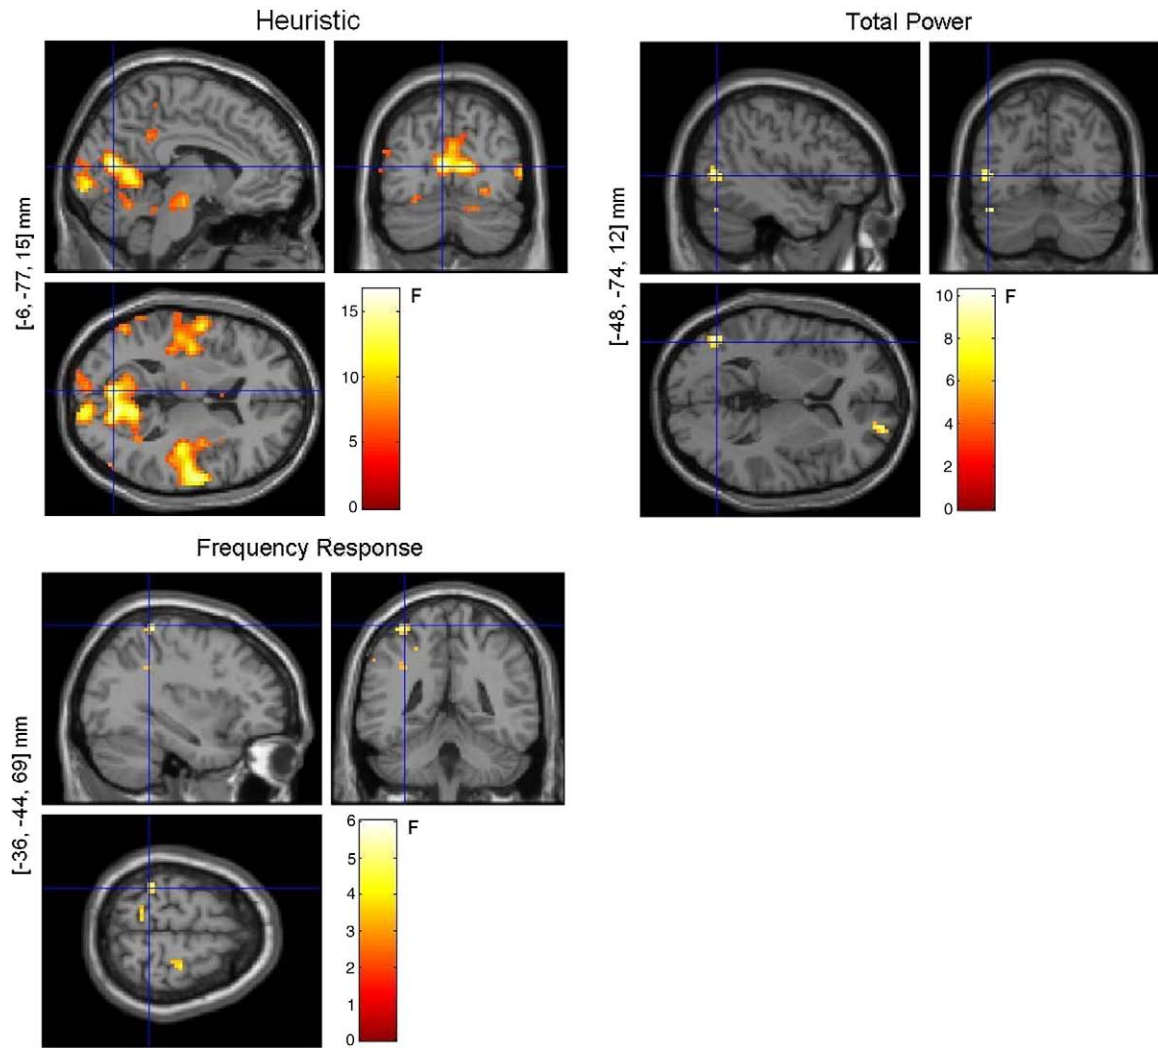 Heuristic
[-6, -77, 15] mm
F
15
10
5
0
Total Power
[-48, -74, 12] mm
F
10
8
6
4
2
0
Frequency Response
[-36, -44, 69] mm
F
6
5
4
3
2
1
0